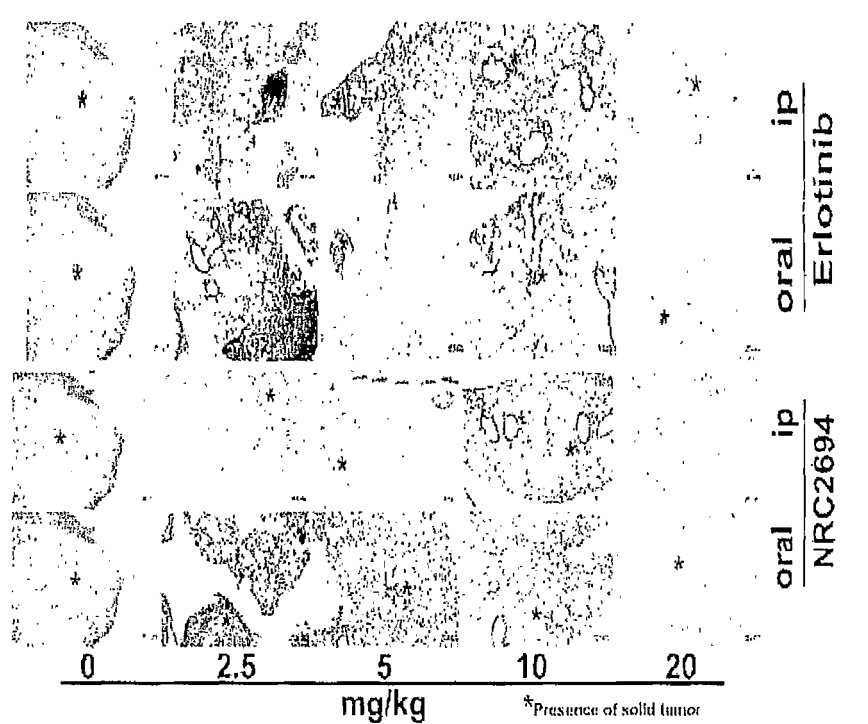 ip
oral
Erlotinib
ip
oral
NRC2694
0 2.5 5 10 20
mg/kg
*Presence of solid tumor